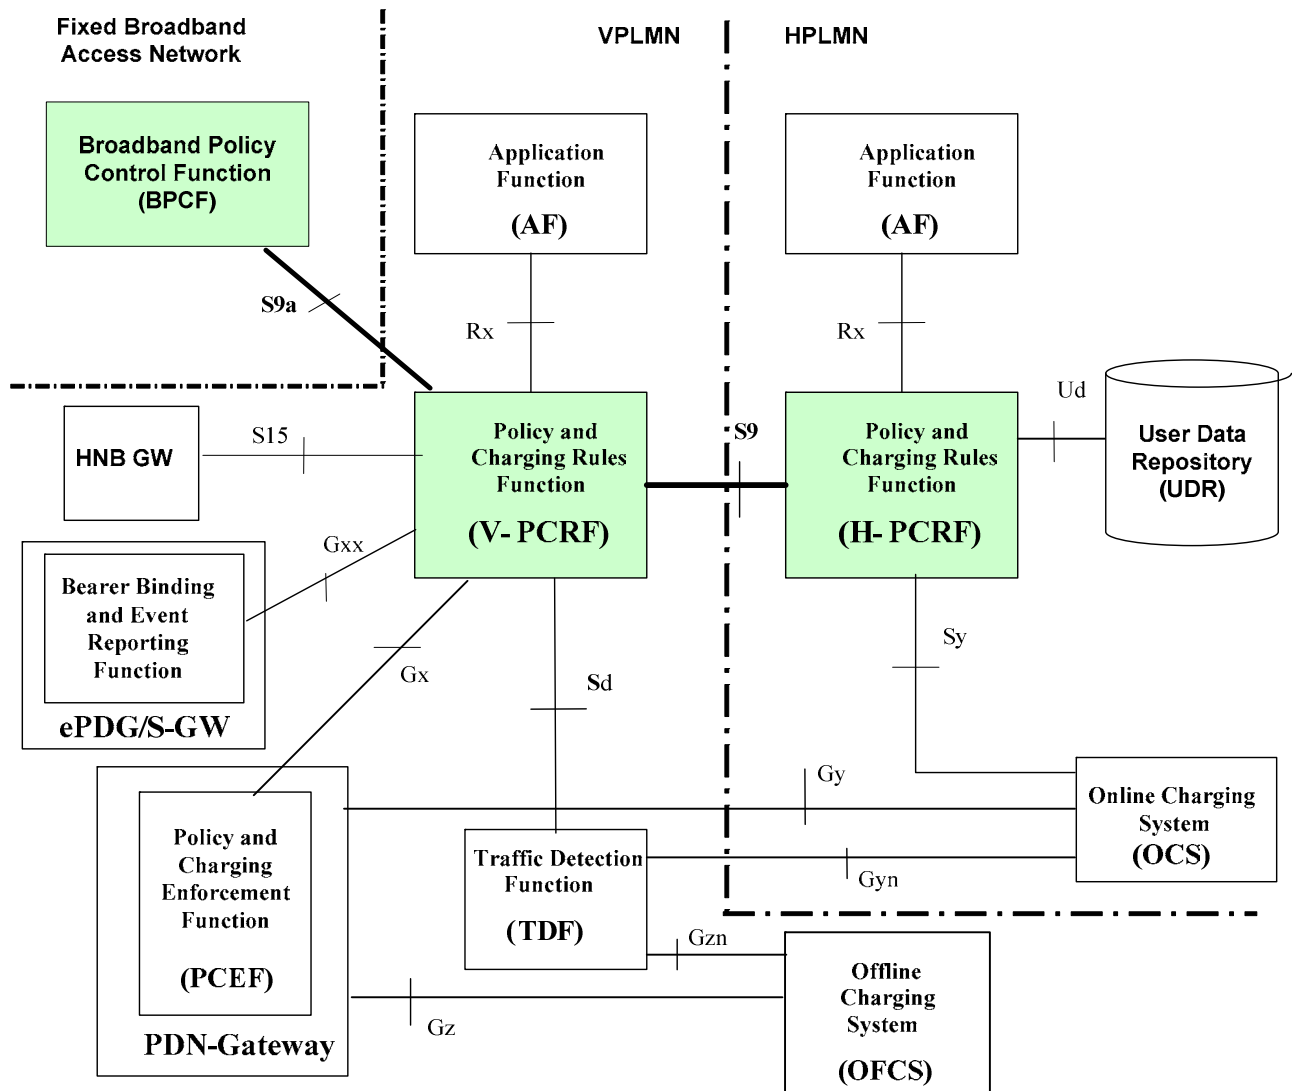 Fixed Broadband
Access Network
VPLMN
HPLMN
Broadband Policy
Control Function
(BPCF)
Application
Function
(AF)
Application
Function
(AF)
S9a
Rx
Rx
Ud
HNB GW
S15
Policy and
Charging Rules
Function
(V- PCRF)
S9
Policy and
Charging Rules
Function
(H- PCRF)
User Data
Repository
(UDR)
Gxx
Bearer Binding
and Event
Reporting
Function
ePDG/S-GW
Gx
Sd
Sy
Gy
Policy and
Charging
Enforcement
Function
(PCEF)
PDN-Gateway
Traffic Detection
Function
(TDF)
Online Charging
System
(OCS)
Gyn
Gzn
Gz
Offline
Charging
System
(OFCS)